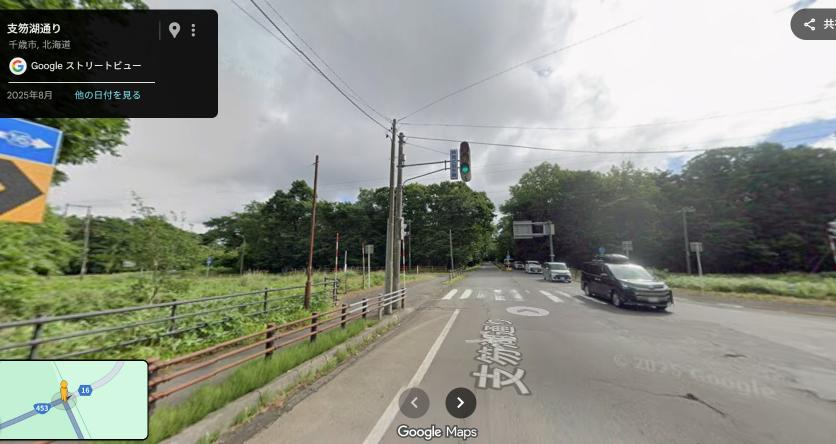 支笏湖通り
千歳市, 北海道
Google ストリートビュー
2025年8月 他の日付を見る
共
支笏湖通り
© 2025 Google
16
453
Google Maps